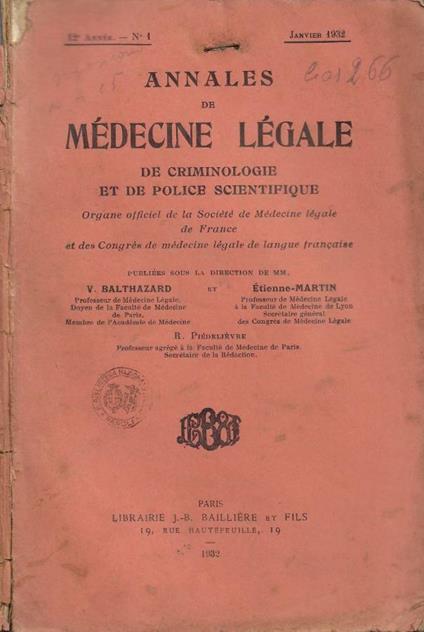 12e Année. — N° 1
Janvier 1932
ANNALES
DE
MÉDECINE LÉGALE
DE CRIMINOLOGIE
ET DE POLICE SCIENTIFIQUE
Organe officiel de la Société de Médecine légale
de France
et des Congrès de médecine légale de langue française
PUBLIÉES SOUS LA DIRECTION DE MM.
V. BALTHAZARD
Professeur de Médecine Légale,
Doyen de la Faculté de Médecine
de Paris,
Membre de l'Académie de Médecine
ET
Étienne-MARTIN
Professeur de Médecine Légale
à la Faculté de Médecine de Lyon
Secrétaire général
des Congrès de Médecine Légale
R. Piédelièvre
Professeur agrégé à la Faculté de Médecine de Paris.
Secrétaire de la Rédaction.
PARIS
LIBRAIRIE J.-B. BAILLIÈRE et FILS
19, RUE HAUTEFEUILLE, 19
1932